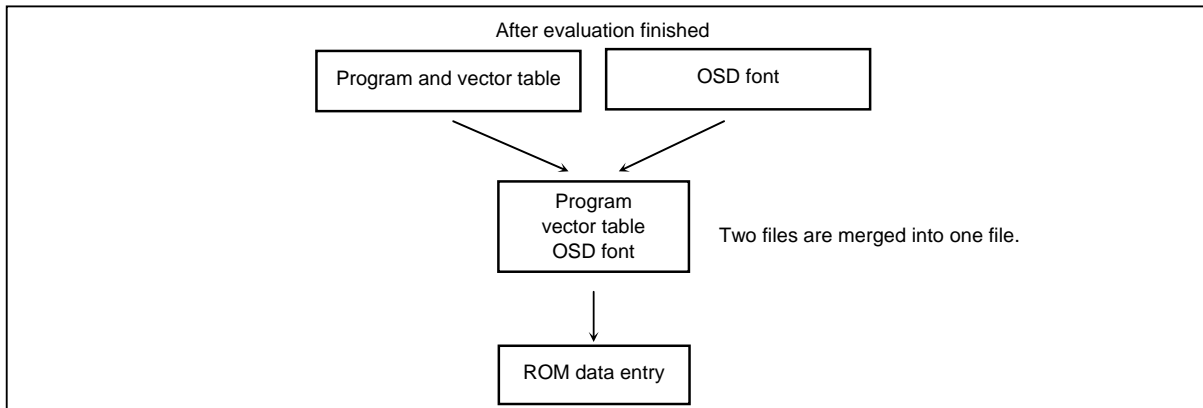 After evaluation finished
Program and vector table
OSD font
Program
vector table
OSD font
Two files are merged into one file.
ROM data entry